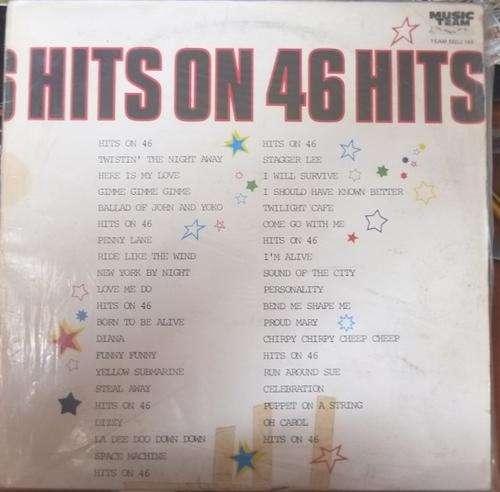 MUSIC
TEAM
6 HITS ON 46 HITS
HITS ON 46
TWISTIN' THE NIGHT AWAY
HERE IS MY LOVE
GIMME GIMME GIMME
BALLAD OF JOHN AND YOKO
HITS ON 46
PENNY LANE
RIDE LIKE THE WIND
NEW YORK BY NIGHT
LOVE ME DO
HITS ON 46
BORN TO BE ALIVE
DIANA
FUNNY FUNNY
YELLOW SUBMARINE
STEAL AWAY
HITS ON 46
DIZZY
LA DEE DOO DOWN DOWN
SPACE MACHINE
HITS ON 46
HITS ON 46
STAGGER LEE
I WILL SURVIVE
I SHOULD HAVE KNOWN BETTER
TWILIGHT CAFE
COME GO WITH ME
HITS ON 46
I'M ALIVE
SOUND OF THE CITY
PERSONALITY
BEND ME SHAPE ME
PROUD MARY
CHIRPY CHIRPY CHEEP CHEEP
HITS ON 46
RUN AROUND SUE
CELEBRATION
PUPPET ON A STRING
OH CAROL
HITS ON 46